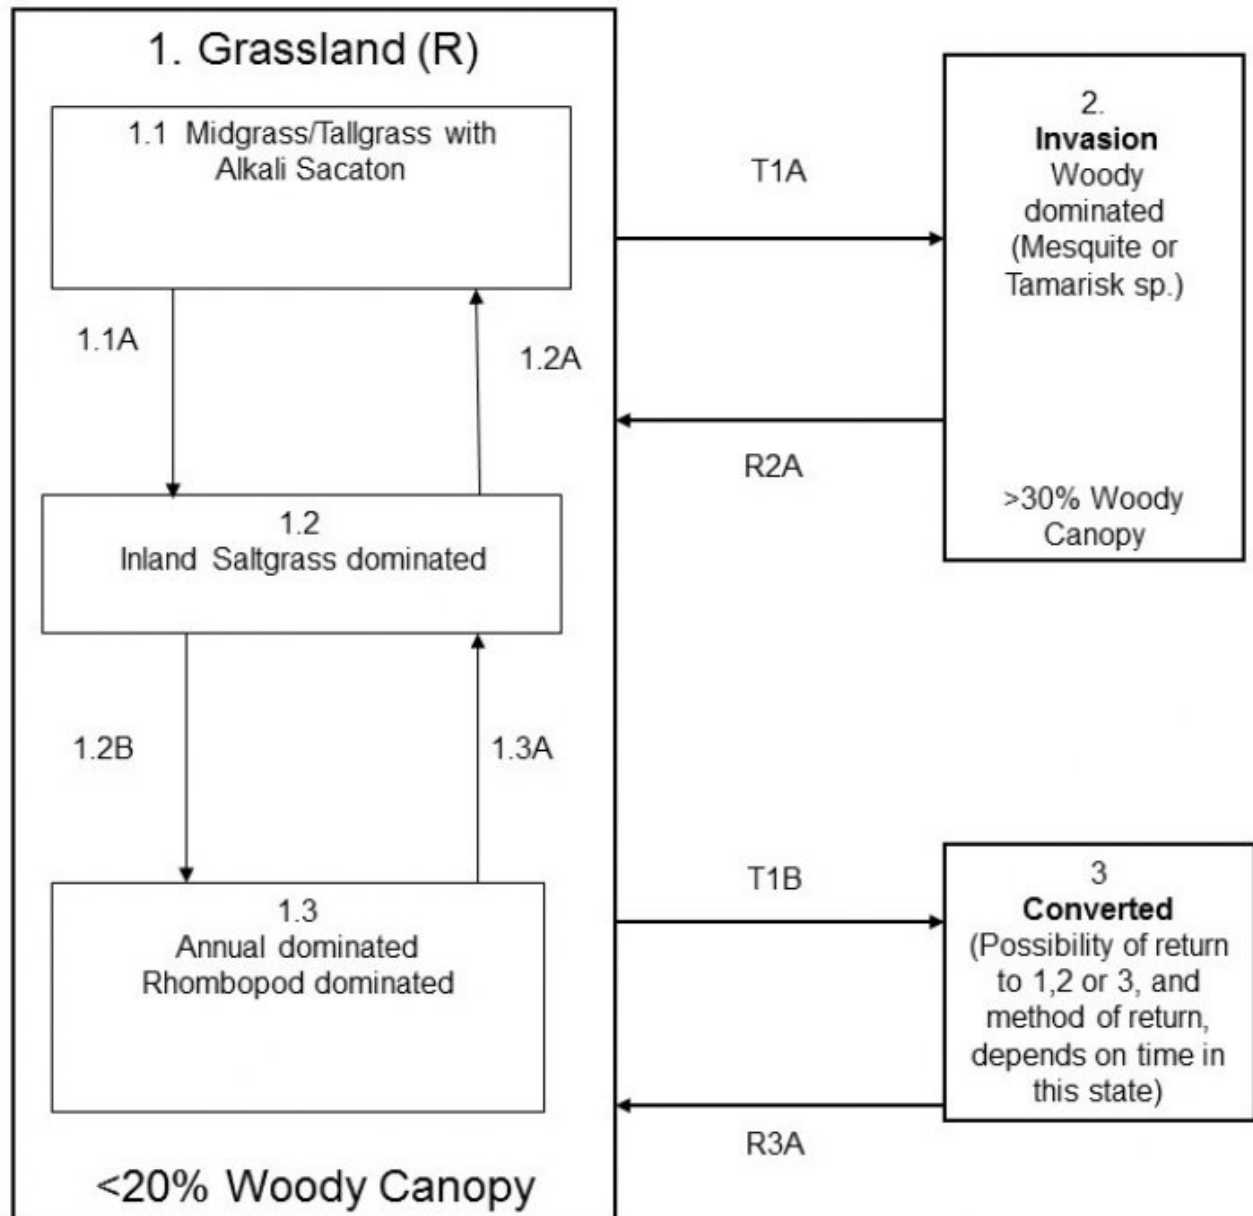 1. Grassland (R)
1.1 Midgrass/Tallgrass with
Alkali Sacaton
1.1A
1.2A
1.2
Inland Saltgrass dominated
1.2B
1.3A
1.3
Annual dominated
Rhombopod dominated
<20% Woody Canopy
T1A
R2A
2.
Invasion
Woody
dominated
(Mesquite or
Tamarisk sp.)
>30% Woody
Canopy
T1B
R3A
3
Converted
(Possibility of return
to 1,2 or 3, and
method of return,
depends on time in
this state)